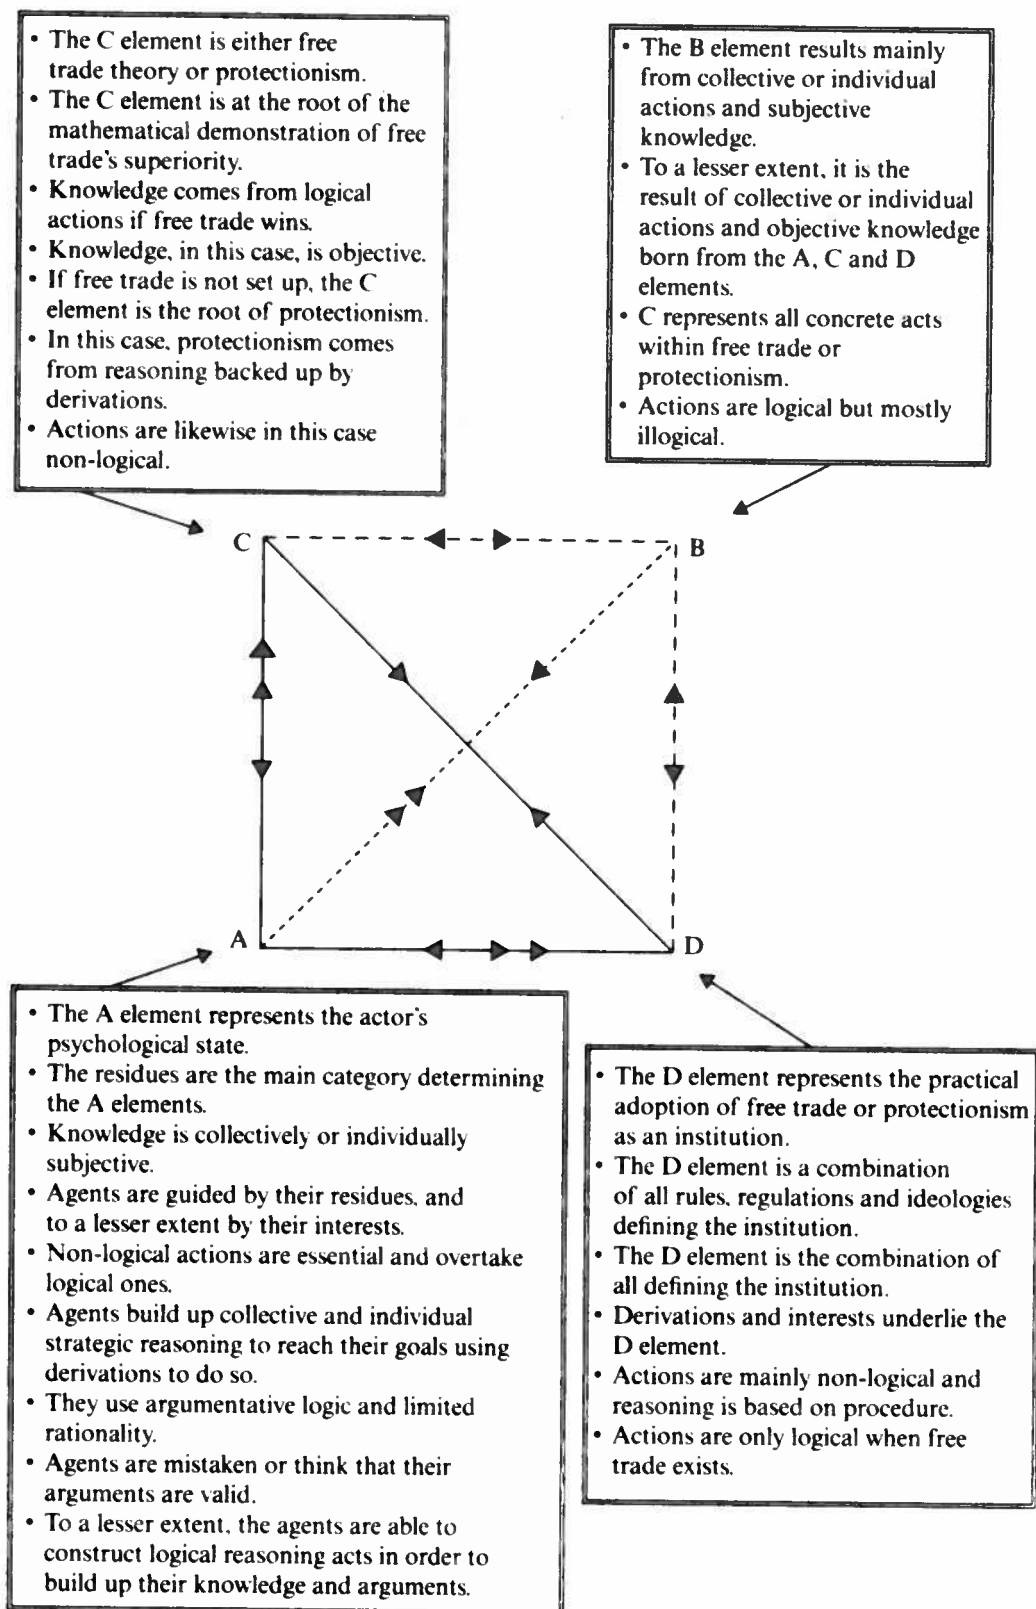 • The C element is either free
trade theory or protectionism.
• The C element is at the root of the
mathematical demonstration of free
trade's superiority.
• Knowledge comes from logical
actions if free trade wins.
• Knowledge, in this case, is objective.
• If free trade is not set up, the C
element is the root of protectionism.
• In this case, protectionism comes
from reasoning backed up by
derivations.
• Actions are likewise in this case
non-logical.
• The B element results mainly
from collective or individual
actions and subjective
knowledge.
• To a lesser extent, it is the
result of collective or individual
actions and objective knowledge
born from the A, C and D
elements.
• C represents all concrete acts
within free trade or
protectionism.
• Actions are logical but mostly
illogical.
C
B
A
D
• The A element represents the actor's
psychological state.
• The residues are the main category determining
the A elements.
• Knowledge is collectively or individually
subjective.
• Agents are guided by their residues, and
to a lesser extent by their interests.
• Non-logical actions are essential and overtake
logical ones.
• Agents build up collective and individual
strategic reasoning to reach their goals using
derivations to do so.
• They use argumentative logic and limited
rationality.
• Agents are mistaken or think that their
arguments are valid.
• To a lesser extent, the agents are able to
construct logical reasoning acts in order to
build up their knowledge and arguments.
• The D element represents the practical
adoption of free trade or protectionism
as an institution.
• The D element is a combination
of all rules, regulations and ideologies
defining the institution.
• The D element is the combination of
all defining the institution.
• Derivations and interests underlie the
D element.
• Actions are mainly non-logical and
reasoning is based on procedure.
• Actions are only logical when free
trade exists.